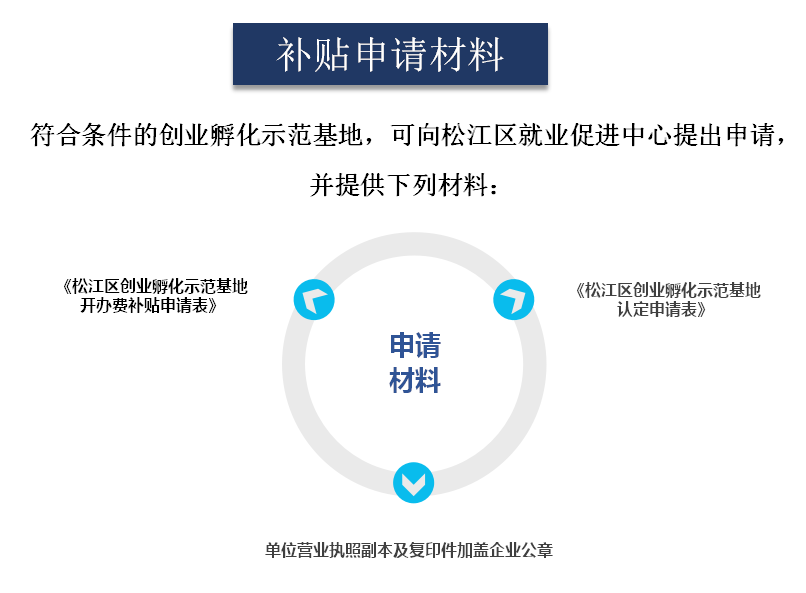 补贴申请材料
符合条件的创业孵化示范基地，可向松江区就业促进中心提出申请，
并提供下列材料：
《松江区创业孵化示范基地
开办费补贴申请表》
《松江区创业孵化示范基地
认定申请表》
申请
材料
单位营业执照副本及复印件加盖企业公章